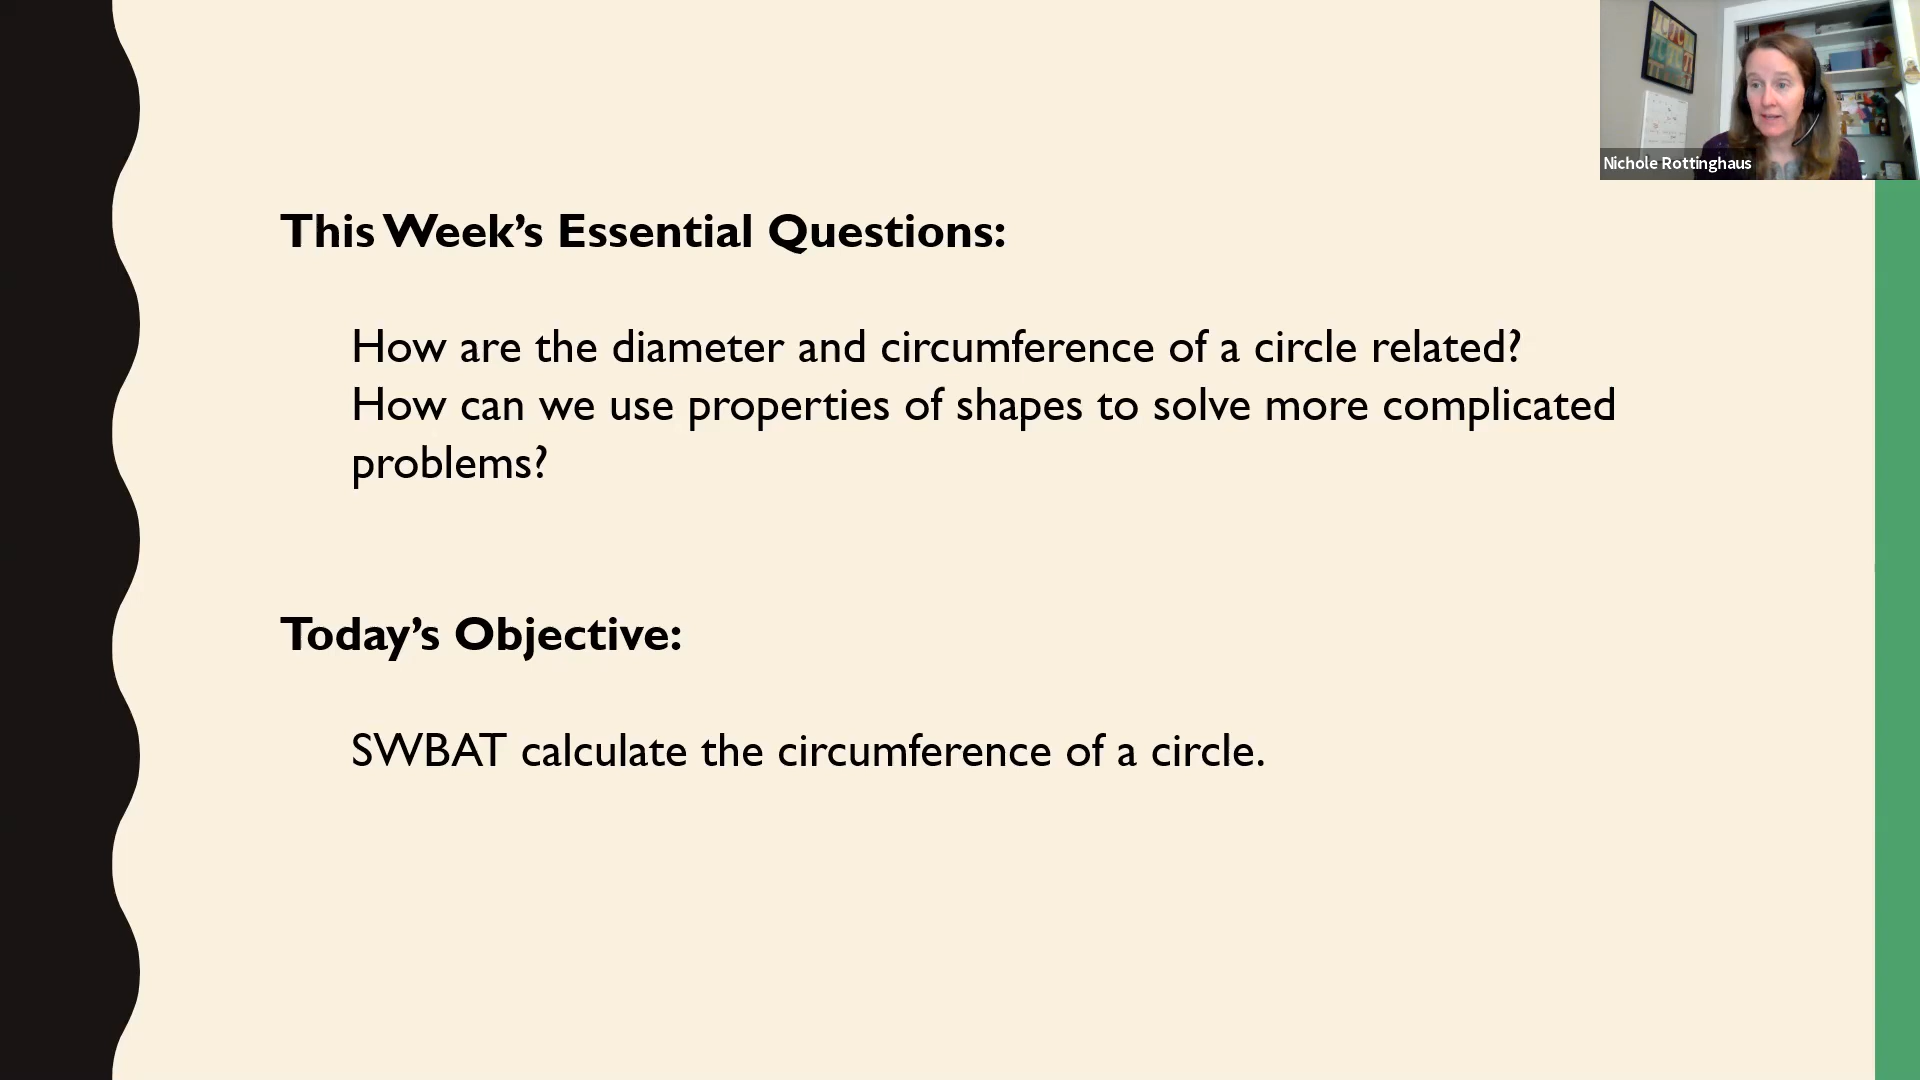 Nichole Rottinghaus
This Week’s Essential Questions:
How are the diameter and circumference of a circle related?
How can we use properties of shapes to solve more complicated
problems?
Today’s Objective:
SWBAT calculate the circumference of a circle.